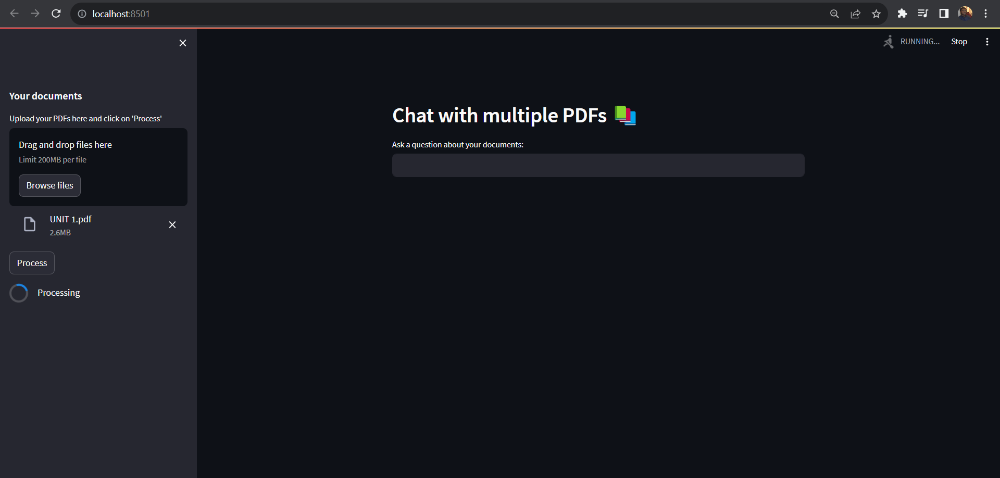 localhost:8501
RUNNING...
Stop
Your documents
Upload your PDFs here and click on 'Process'
Drag and drop files here
Limit 200MB per file
Browse files
UNIT 1.pdf
2.6MB
Process
Processing
Chat with multiple PDFs
Ask a question about your documents: